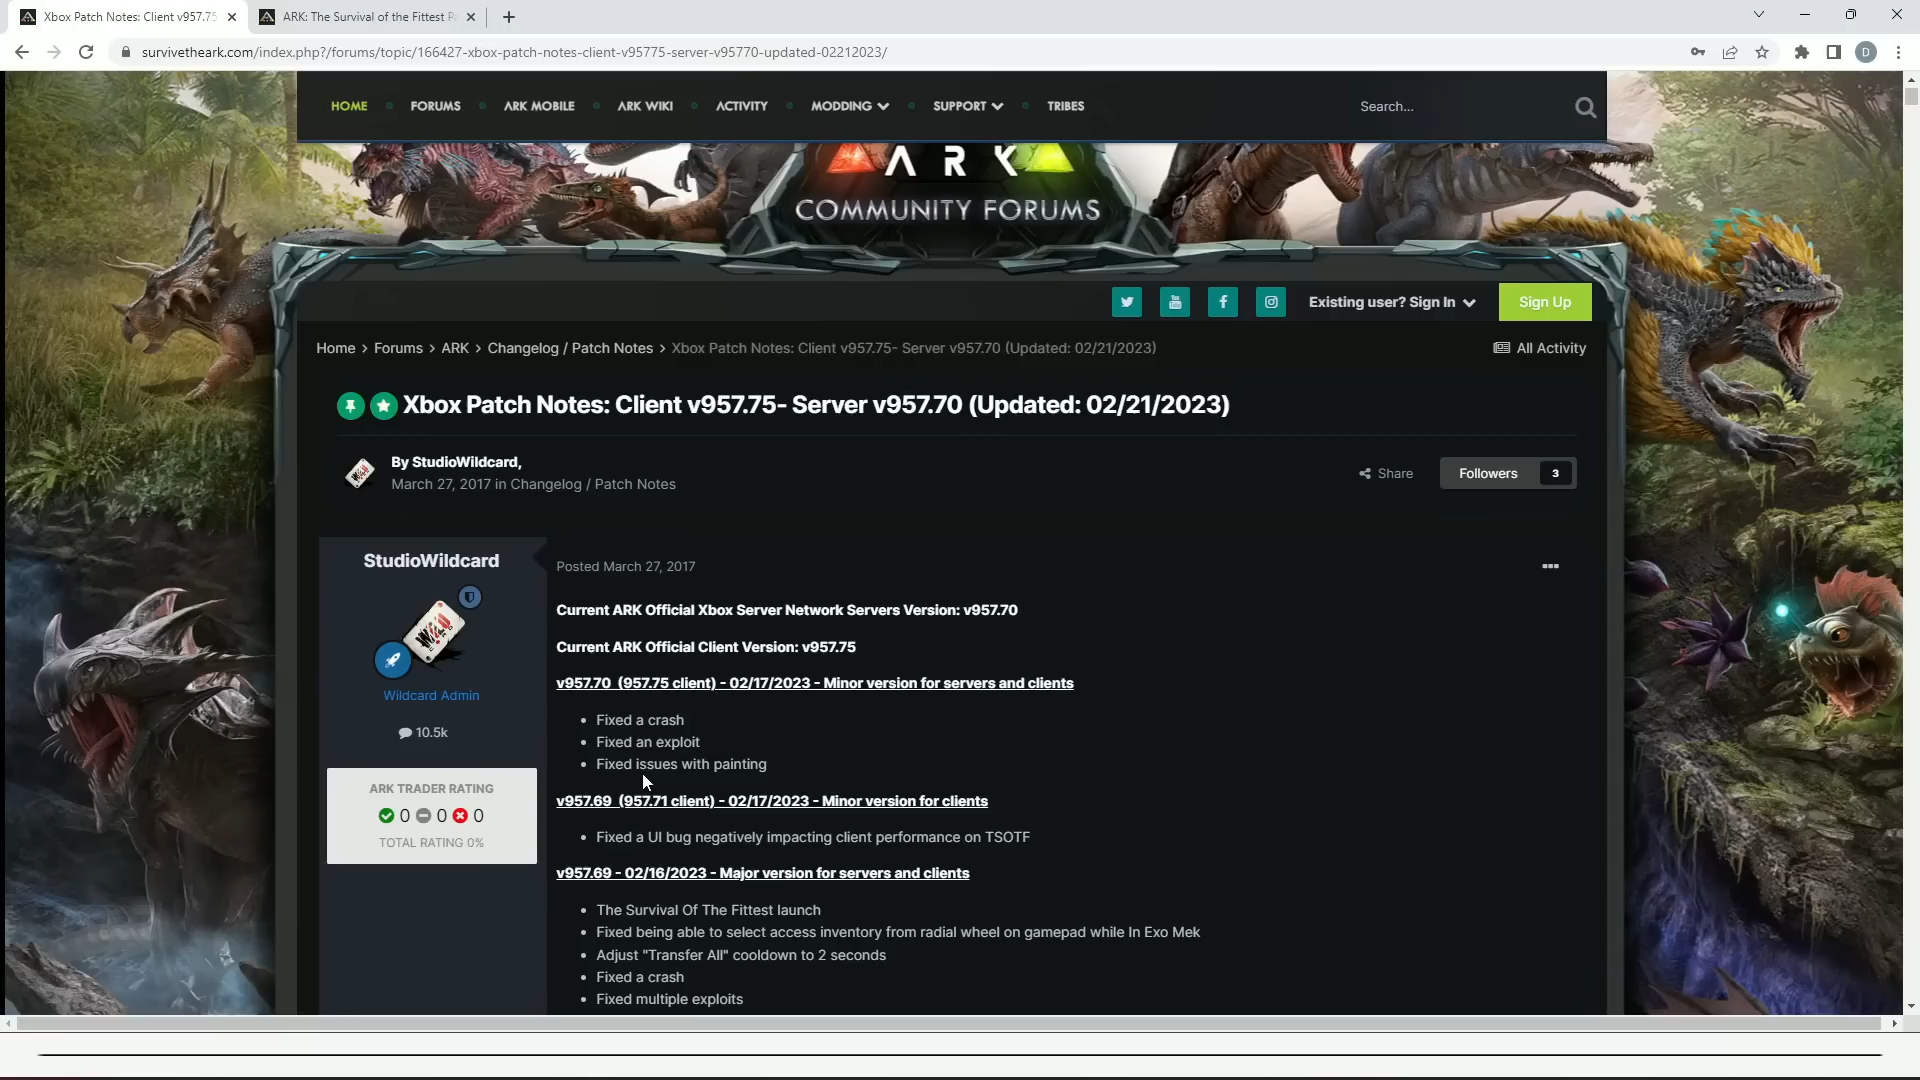 Xbox Patch Notes: Client v957.75
ARK: The Survival of the Fittest P
survivetheark.com/index.php?/forums/topic/166427-xbox-patch-notes-client-v95775-server-v95770-updated-02212023/
D
HOME FORUMS ARK MOBILE ARK WIKI ACTIVITY MODDING SUPPORT TRIBES
Search...
ARK
COMMUNITY FORUMS
Existing user? Sign In
Sign Up
Home > Forums > ARK > Changelog / Patch Notes > Xbox Patch Notes: Client v957.75- Server v957.70 (Updated: 02/21/2023)
All Activity
Xbox Patch Notes: Client v957.75- Server v957.70 (Updated: 02/21/2023)
By StudioWildcard,
March 27, 2017 in Changelog / Patch Notes
Share
Followers 3
StudioWildcard
Wildcard Admin
10.5k
ARK TRADER RATING
0 0 0
TOTAL RATING 0%
Posted March 27, 2017
Current ARK Official Xbox Server Network Servers Version: v957.70
Current ARK Official Client Version: v957.75
v957.70 (957.75 client) - 02/17/2023 - Minor version for servers and clients
• Fixed a crash
• Fixed an exploit
• Fixed issues with painting
v957.69 (957.71 client) - 02/17/2023 - Minor version for clients
• Fixed a UI bug negatively impacting client performance on TSOTF
v957.69 - 02/16/2023 - Major version for servers and clients
• The Survival Of The Fittest launch
• Fixed being able to select access inventory from radial wheel on gamepad while In Exo Mek
• Adjust "Transfer All" cooldown to 2 seconds
• Fixed a crash
• Fixed multiple exploits